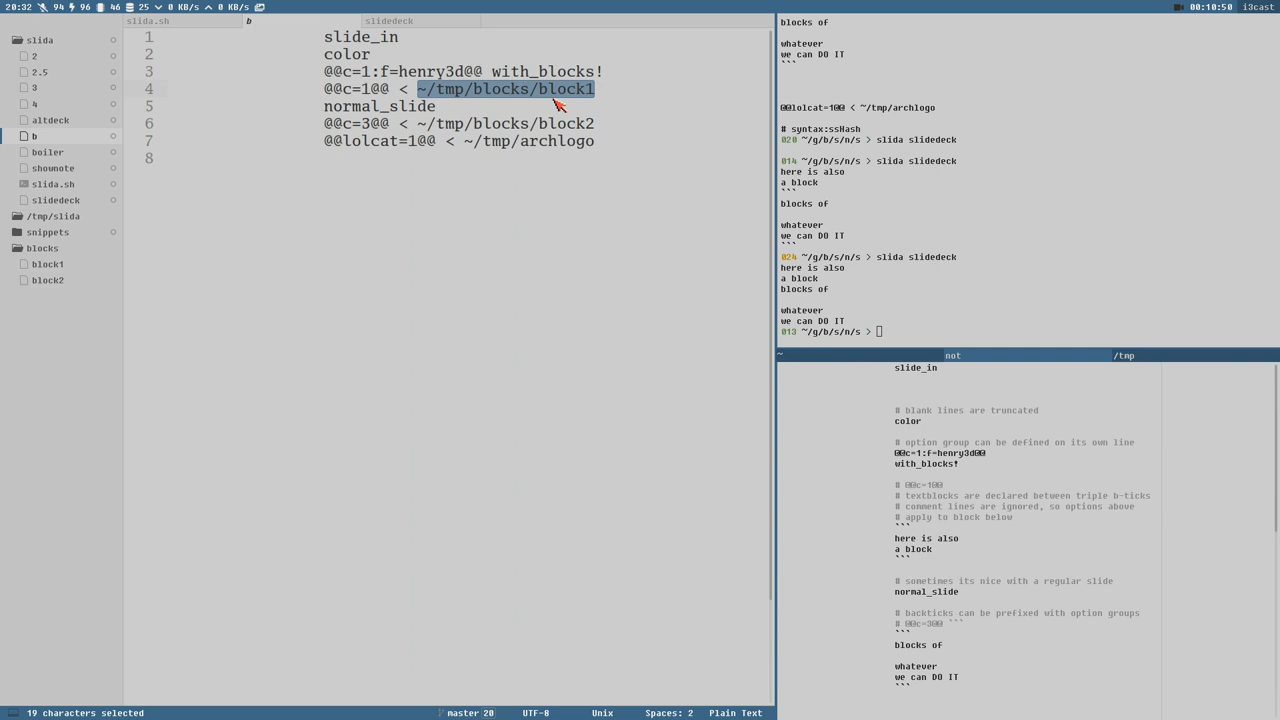 20:32 94 96 46 25 0 KB/s 0 KB/s 00:10:50 i3cast
slida.sh b slidedeck
slida
2
2.5
3
4
altdeck
b
boiler
shownote
slida.sh
slidedeck
/tmp/slida
snippets
blocks
block1
block2
1 slide_in
2 color
3 @@c=1:f=henry3d@@ with_blocks!
4 @@c=1@@ < ~/tmp/blocks/block1
5 normal_slide
6 @@c=3@@ < ~/tmp/blocks/block2
7 @@lolcat=1@@ < ~/tmp/archlogo
8
blocks of
whatever
we can DO IT
```
@@lolcat=1@@ < ~/tmp/archlogo
# syntax:ssHash
020 ~/g/b/s/n/s > slida slidedeck
014 ~/g/b/s/n/s > slida slidedeck
here is also
a block
```
blocks of
whatever
we can DO IT
```
024 ~/g/b/s/n/s > slida slidedeck
here is also
a block
blocks of
whatever
we can DO IT
013 ~/g/b/s/n/s >
~ not /tmp
slide_in
# blank lines are truncated
color
# option group can be defined on its own line
@@c=1:f=henry3d@@
with_blocks!
# @@c=1@@
# textblocks are declared between triple b-ticks
# comment lines are ignored, so options above
# apply to block below
```
here is also
a block
```
# sometimes its nice with a regular slide
normal_slide
# backticks can be prefixed with option groups
# @@c=3@@ ```
```
blocks of
whatever
we can DO IT
```
19 characters selected master 20 UTF-8 Unix Spaces: 2 Plain Text